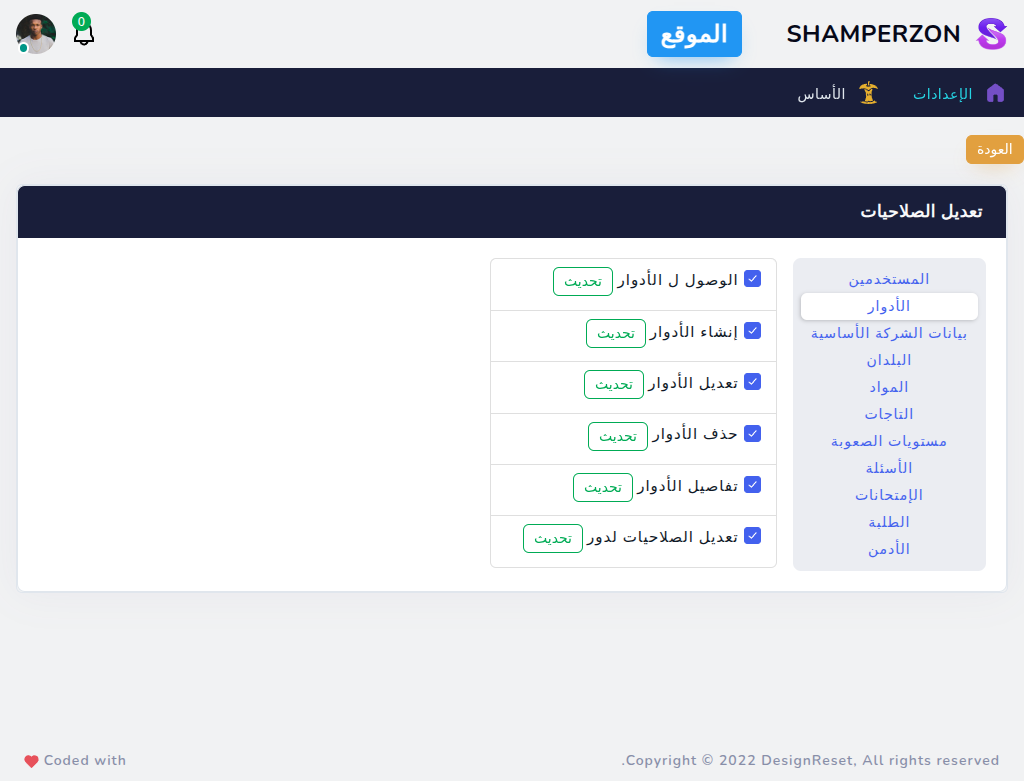 SHAMPERZON
الموقع
0
الإعدادات
الأساس
العودة
تعديل الصلاحيات
المستخدمين
الأدوار
بيانات الشركة الأساسية
البلدان
المواد
التاجات
مستويات الصعوبة
الأسئلة
الإمتحانات
الطلبة
الأدمن
الوصول ل الأدوار تحديث
إنشاء الأدوار تحديث
تعديل الأدوار تحديث
حذف الأدوار تحديث
تفاصيل الأدوار تحديث
تعديل الصلاحيات لدور تحديث
.Copyright © 2022 DesignReset, All rights reserved
Coded with